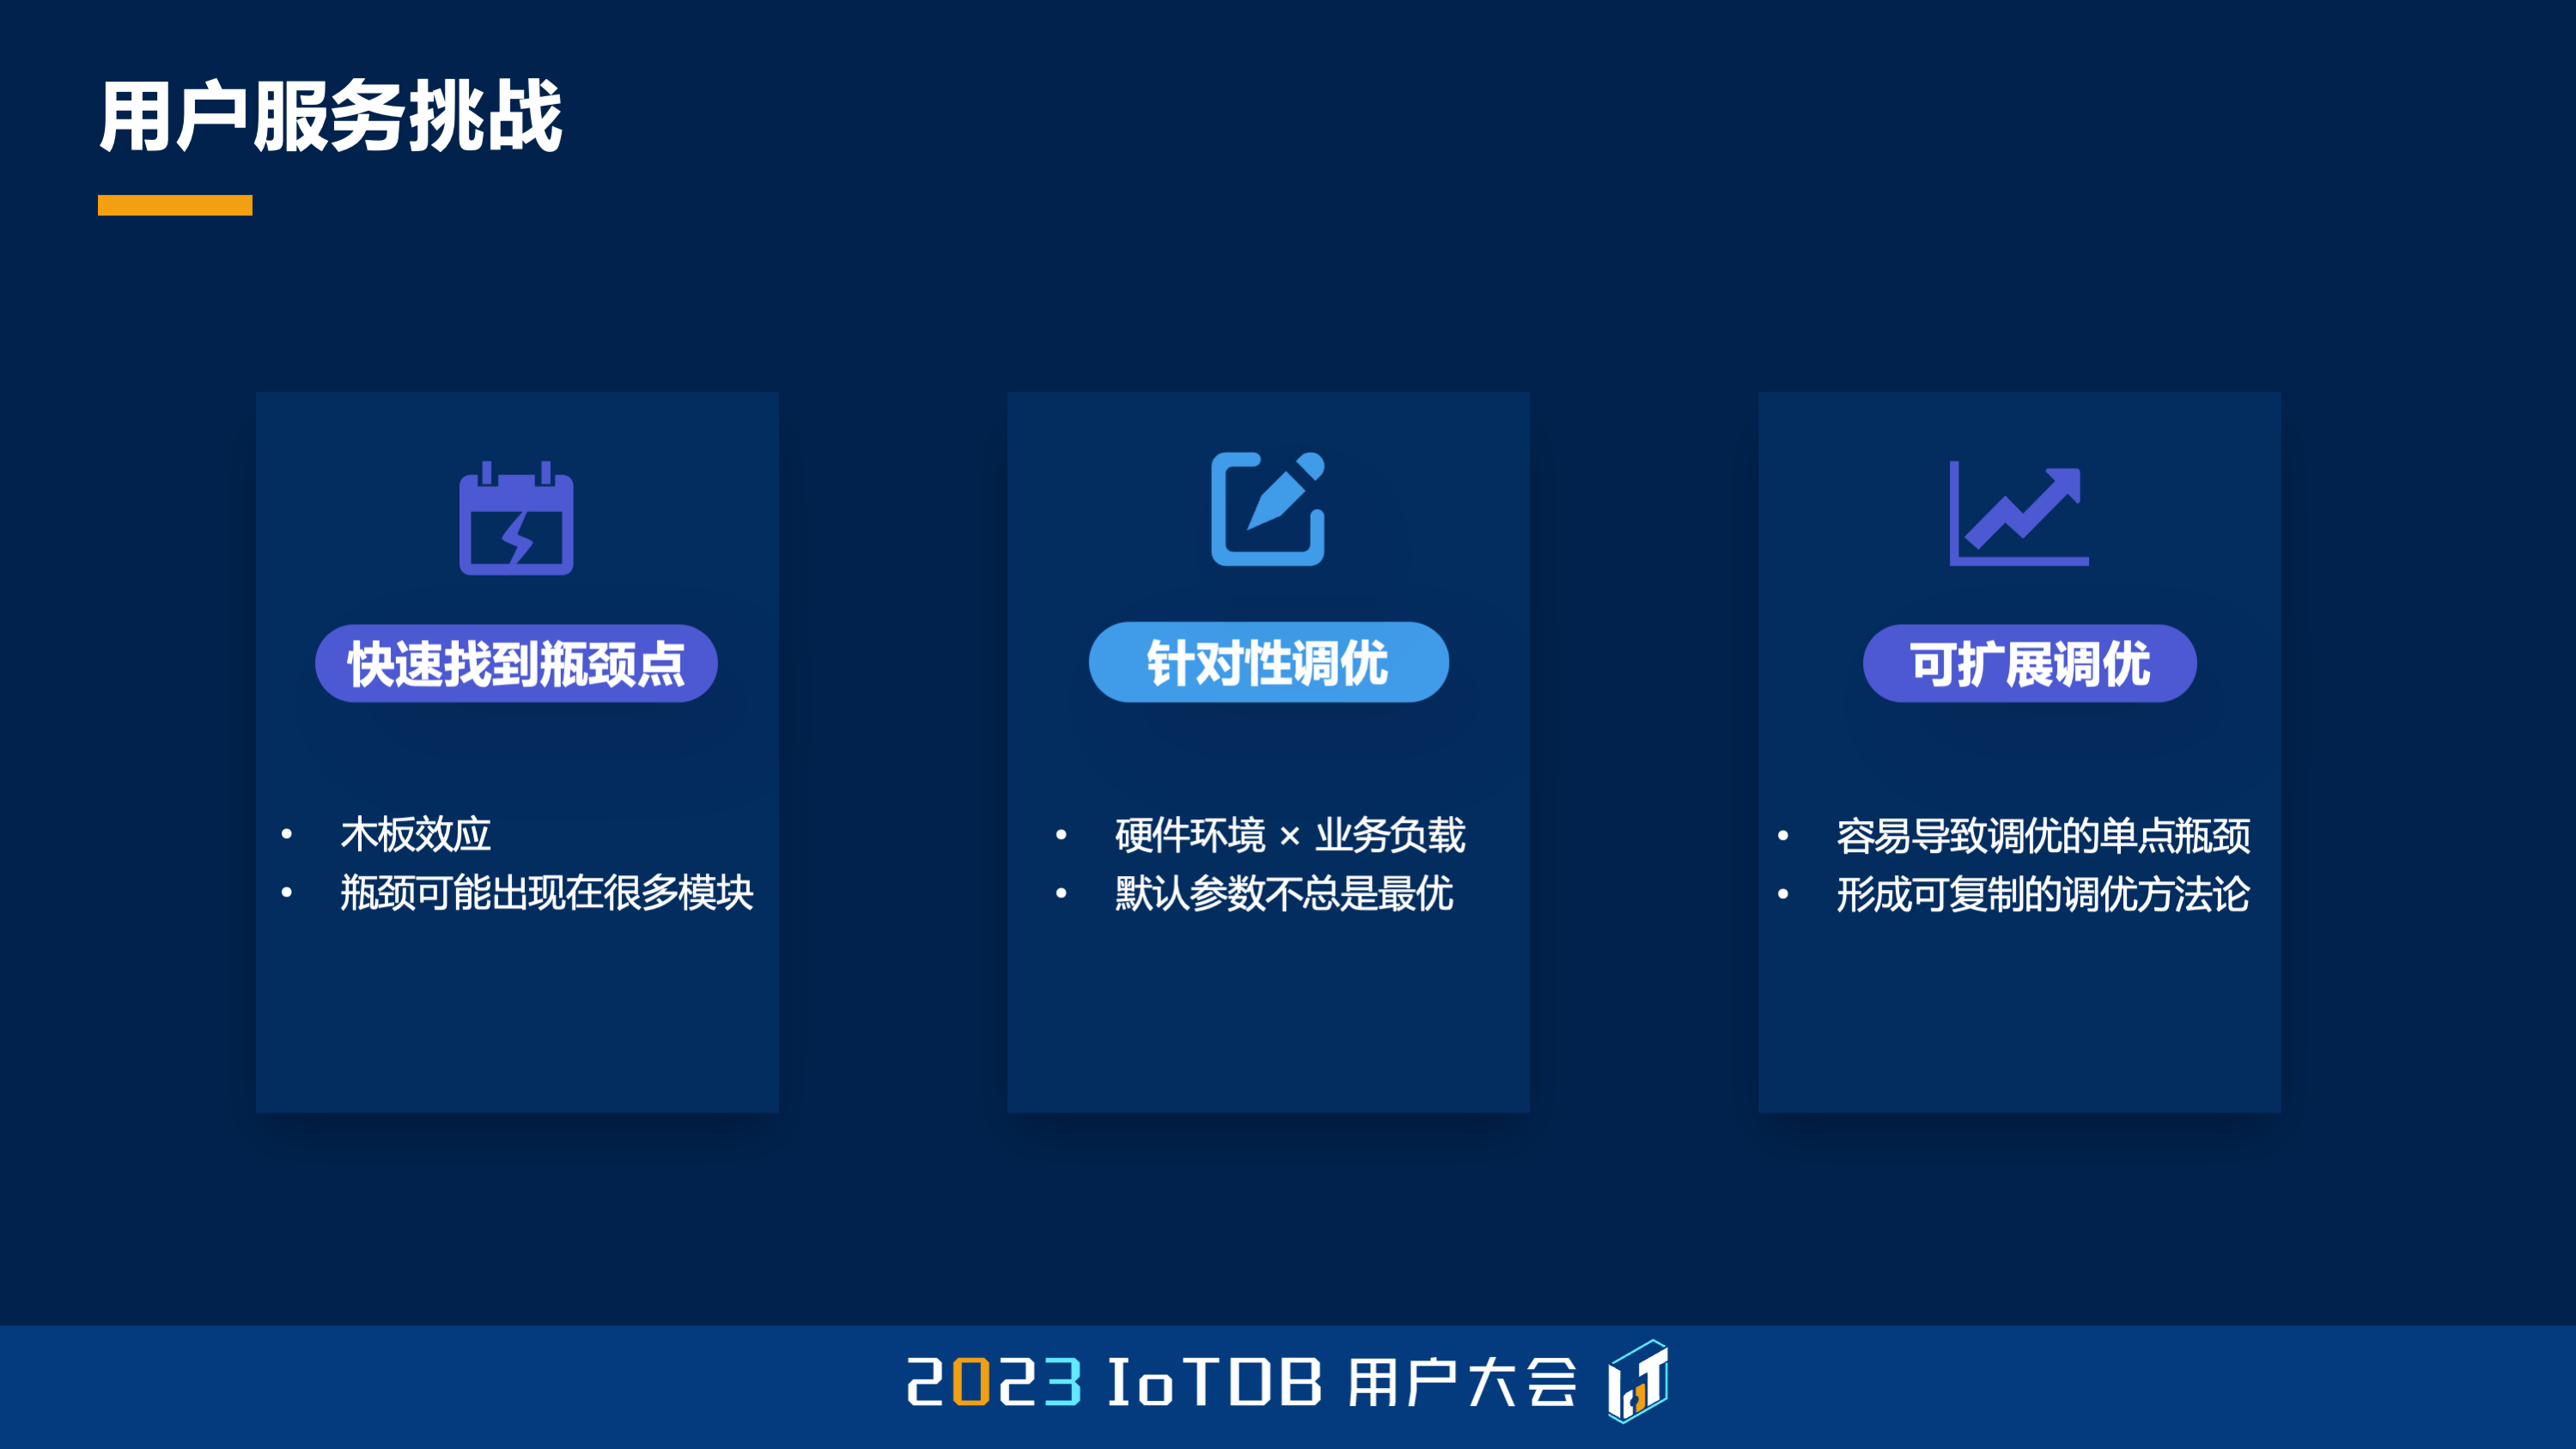 用户服务挑战
快速找到瓶颈点
• 木板效应
• 瓶颈可能出现在很多模块
针对性调优
• 硬件环境 × 业务负载
• 默认参数不总是最优
可扩展调优
• 容易导致调优的单点瓶颈
• 形成可复制的调优方法论
2023 IoTDB 用户大会